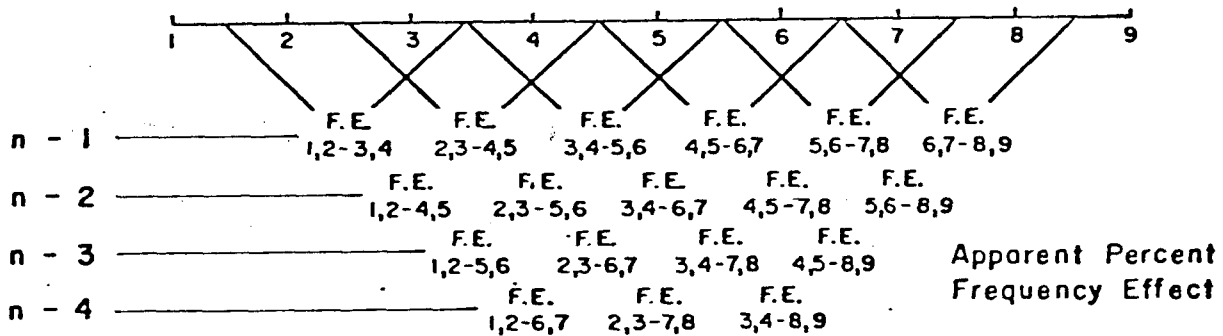 1 2 3 4 5 6 7 8 9
F.E. F.E. F.E. F.E. F.E. F.E.
n - 1 1,2-3,4 2,3-4,5 3,4-5,6 4,5-6,7 5,6-7,8 6,7-8,9
F.E. F.E. F.E. F.E. F.E.
n - 2 1,2-4,5 2,3-5,6 3,4-6,7 4,5-7,8 5,6-8,9
F.E. F.E. F.E. F.E.
n - 3 1,2-5,6 2,3-6,7 3,4-7,8 4,5-8,9 Apparent Percent
F.E. F.E. F.E. Frequency Effect
n - 4 1,2-6,7 2,3-7,8 3,4-8,9